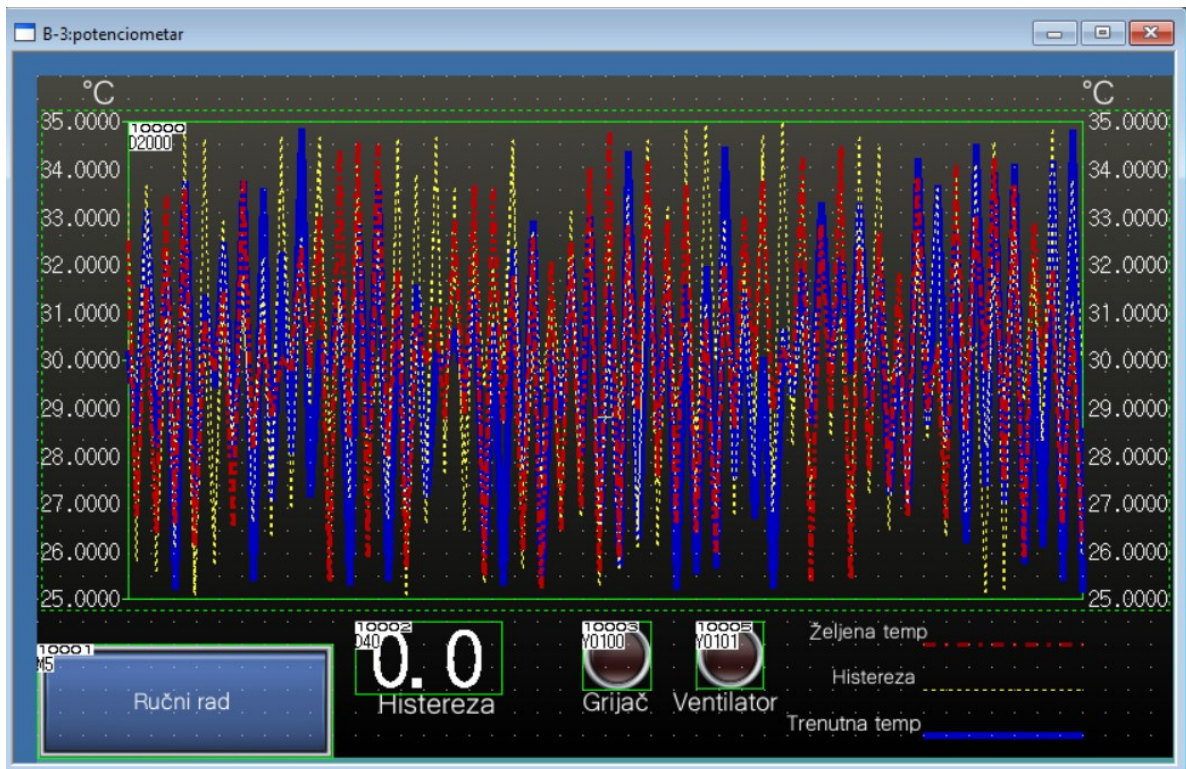 B-3:potenciometar
°C °C
35.0000 10000 35.0000
D2000
34.0000 34.0000
33.0000 33.0000
32.0000 32.0000
31.0000 31.0000
30.0000 30.0000
29.0000 29.0000
28.0000 28.0000
27.0000 27.0000
26.0000 26.0000
25.0000 25.0000
10001
M5
Ručni rad
10002
D40
0.0
Histereza
10003
Y0100
Grijač
10005
Y0101
Ventilator
Željena temp
Histereza
Trenutna temp